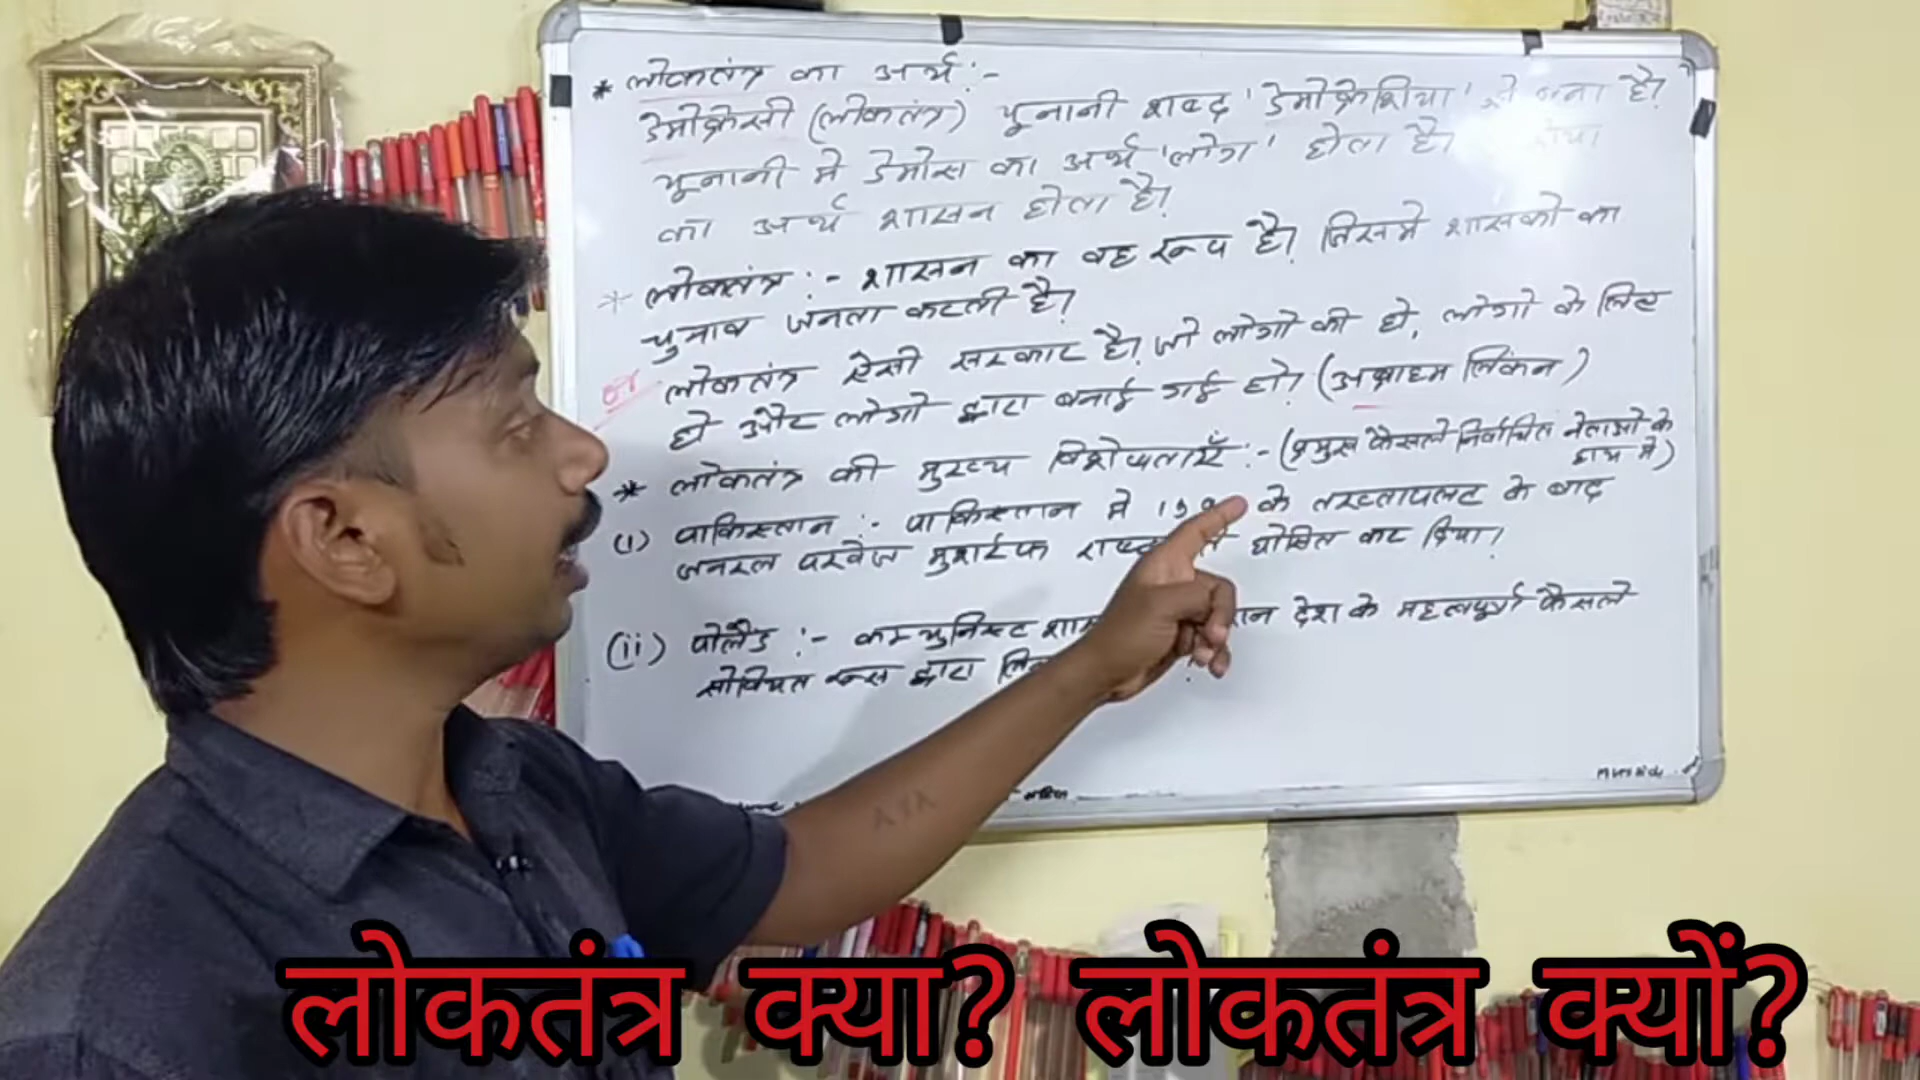 * लोकतंत्र का अर्थ :-
डेमोक्रेसी (लोकतंत्र) यूनानी शब्द 'डेमोक्रेशिया' से बना है।
यूनानी मे डेमोस का अर्थ 'लोग' होता है।
का अर्थ शासन होता है।
* लोकतंत्र :- शासन का वह रूप है। जिसमे शासको का
चुनाव जनता करती है।
लोकतंत्र ऐसी सरकार है। जो लोगो की हो, लोगो के लिए
हो और लोगो द्वारा बनाई गई हो। (अब्राहम लिंकन)
* लोकतंत्र की मुख्य विशेषताएँ :- (प्रमुख फैसले निर्वाचित नेताओ के
हाथ मे)
(i) पाकिस्तान :- पाकिस्तान मे 199 के तख्तापलट के बाद
जनरल परवेज मुशर्रफ घोषित कर दिया।
(ii) पोलैंड :- कम्युनिस्ट देश के महत्वपूर्ण फैसले
सोवियत रूस द्वारा
AYA
लोकतंत्र क्या? लोकतंत्र क्यों?